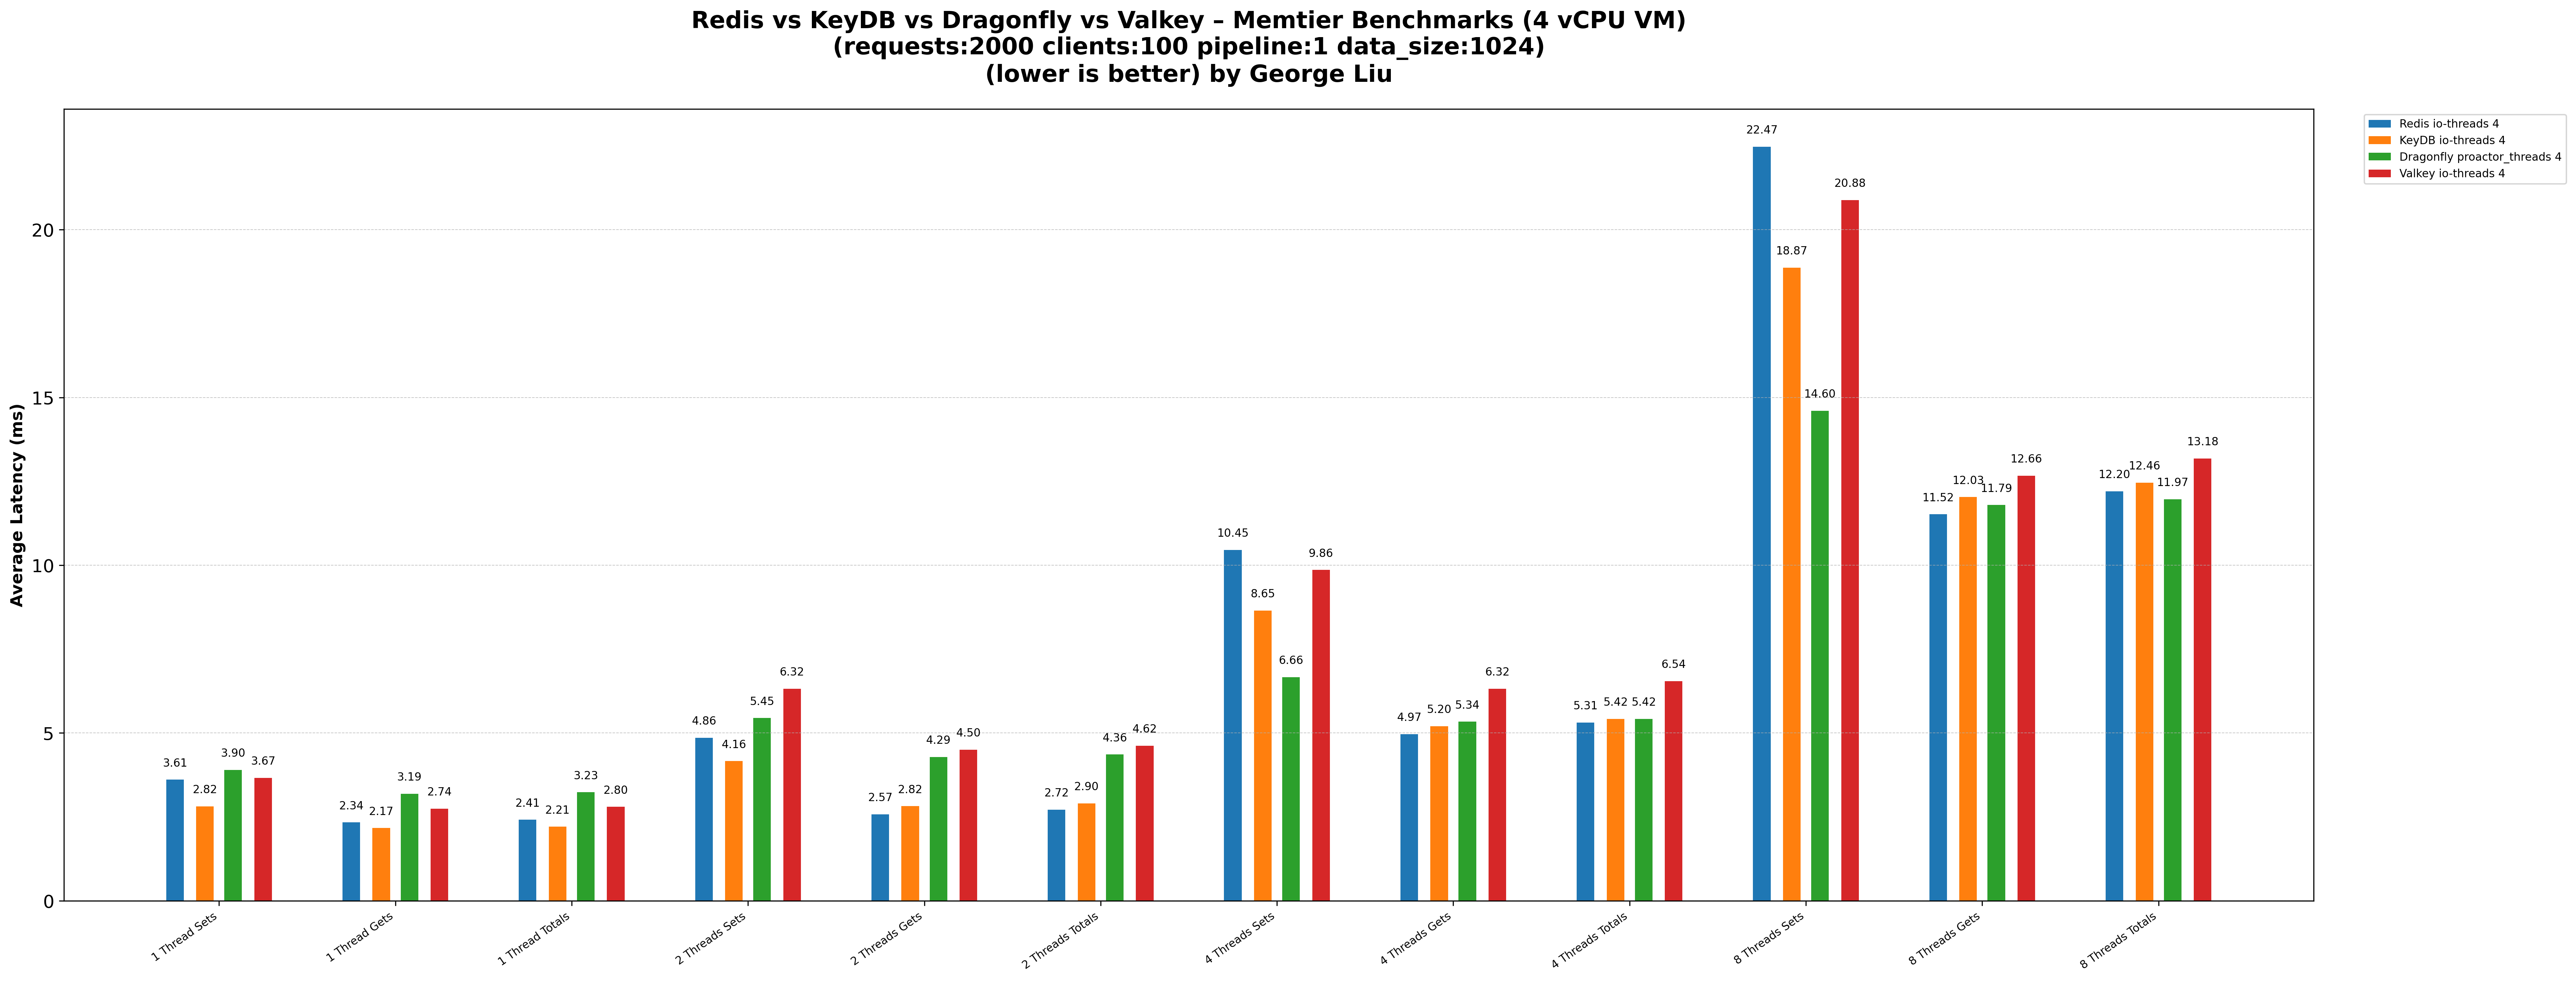 Redis vs KeyDB vs Dragonfly vs Valkey – Memtier Benchmarks (4 vCPU VM)
(requests:2000 clients:100 pipeline:1 data_size:1024)
(lower is better) by George Liu
Redis io-threads 4
KeyDB io-threads 4
Dragonfly proactor_threads 4
Valkey io-threads 4
Average Latency (ms)
20
15
10
5
0
3.61
2.82
3.90
3.67
2.34
2.17
3.19
2.74
2.41
2.21
3.23
2.80
4.86
4.16
5.45
6.32
2.57
2.82
4.29
4.50
2.72
2.90
4.36
4.62
10.45
8.65
6.66
9.86
4.97
5.20
5.34
6.32
5.31
5.42
5.42
6.54
22.47
18.87
14.60
20.88
11.52
12.03
11.79
12.66
12.20
12.46
11.97
13.18
1 Thread Sets
1 Thread Gets
1 Thread Totals
2 Threads Sets
2 Threads Gets
2 Threads Totals
4 Threads Sets
4 Threads Gets
4 Threads Totals
8 Threads Sets
8 Threads Gets
8 Threads Totals